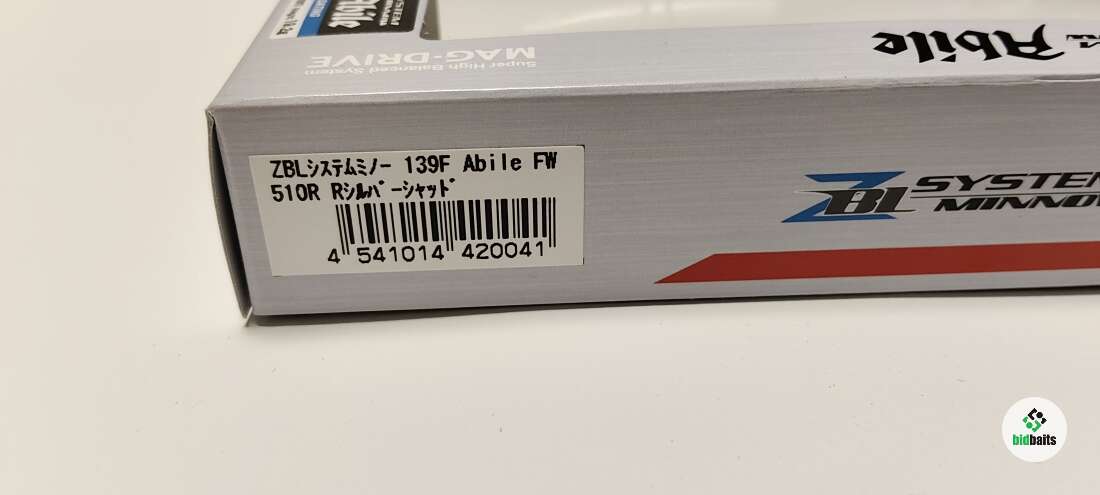 Abile
MAG-DRIVE
Super High Balanced System
Abile
ZBLシステムミノー 139F Abile FW
510R Rシルバーシャッド
4 541014 420041
ZBL SYSTEM
MINNOW
bidbaits